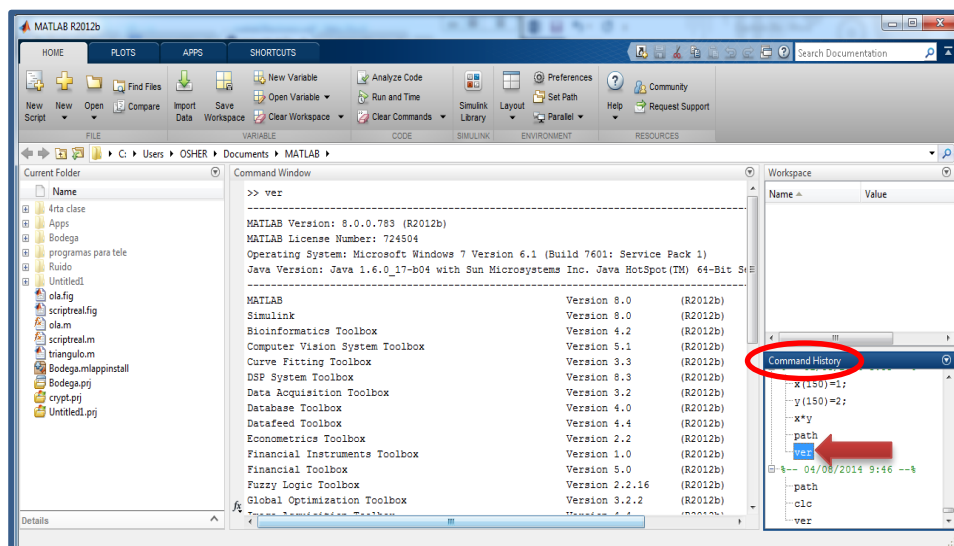 MATLAB R2012b
HOME PLOTS APPS SHORTCUTS
Search Documentation
New Script
New
Open
Find Files
Compare
Import Data
Save Workspace
New Variable
Open Variable
Clear Workspace
Analyze Code
Run and Time
Clear Commands
Simulink Library
Layout
Preferences
Set Path
Parallel
Help
Community
Request Support
FILE VARIABLE CODE SIMULINK ENVIRONMENT RESOURCES
C: Users OSHER Documents MATLAB
Current Folder
Name
4rta clase
Apps
Bodega
programas para tele
Ruido
Untitled1
ola.fig
scriptreal.fig
ola.m
scriptreal.m
triangulo.m
Bodega.mlappinstall
Bodega.prj
crypt.prj
Untitled1.prj
Details
Command Window
>> ver
MATLAB Version: 8.0.0.783 (R2012b)
MATLAB License Number: 724504
Operating System: Microsoft Windows 7 Version 6.1 (Build 7601: Service Pack 1)
Java Version: Java 1.6.0_17-b04 with Sun Microsystems Inc. Java HotSpot(TM) 64-Bit
MATLAB Version 8.0 (R2012b)
Simulink Version 8.0 (R2012b)
Bioinformatics Toolbox Version 4.2 (R2012b)
Computer Vision System Toolbox Version 5.1 (R2012b)
Curve Fitting Toolbox Version 3.3 (R2012b)
DSP System Toolbox Version 8.3 (R2012b)
Data Acquisition Toolbox Version 3.2 (R2012b)
Database Toolbox Version 4.0 (R2012b)
Datafeed Toolbox Version 4.4 (R2012b)
Econometrics Toolbox Version 2.2 (R2012b)
Financial Instruments Toolbox Version 1.0 (R2012b)
Financial Toolbox Version 5.0 (R2012b)
Fuzzy Logic Toolbox Version 2.2.16 (R2012b)
Global Optimization Toolbox Version 3.2.2 (R2012b)
fx
Workspace
Name Value
Command History
x(150)=1;
y(150)=2;
x*y
path
ver
%-- 04/08/2014 9:46 --%
path
clc
ver